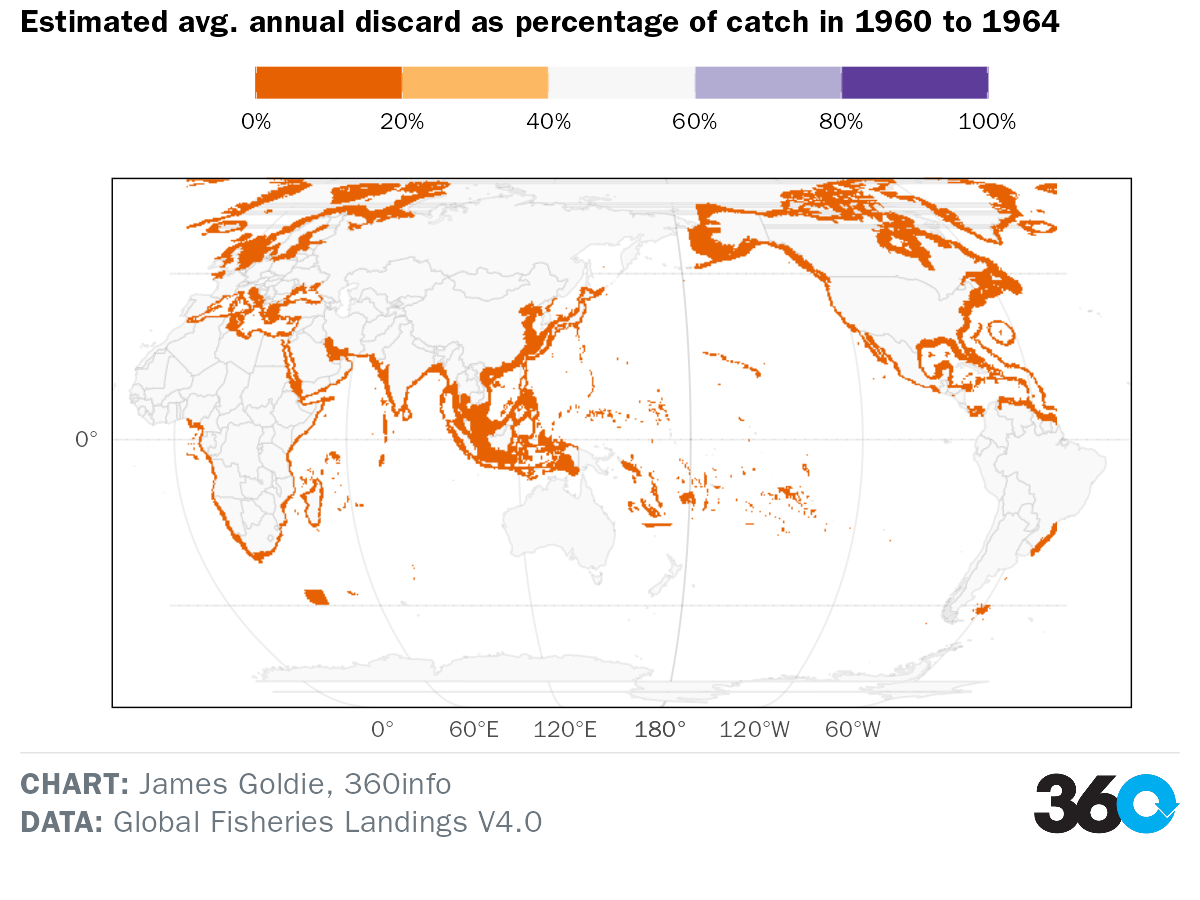 Estimated avg. annual discard as percentage of catch in 1960 to 1964
0% 20% 40% 60% 80% 100%
0°
0° 60°E 120°E 180° 120°W 60°W
CHART: James Goldie, 360info
DATA: Global Fisheries Landings V4.0
360